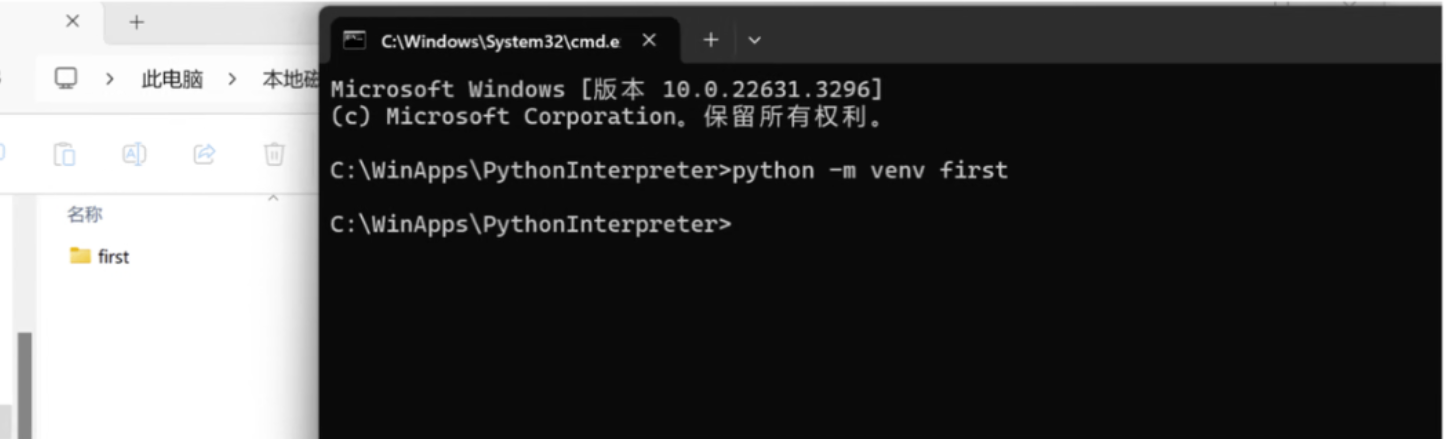 此电脑
本地磁
名称
first
C:\Windows\System32\cmd.e
Microsoft Windows [版本 10.0.22631.3296]
(c) Microsoft Corporation。保留所有权利。
C:\WinApps\PythonInterpreter>python -m venv first
C:\WinApps\PythonInterpreter>